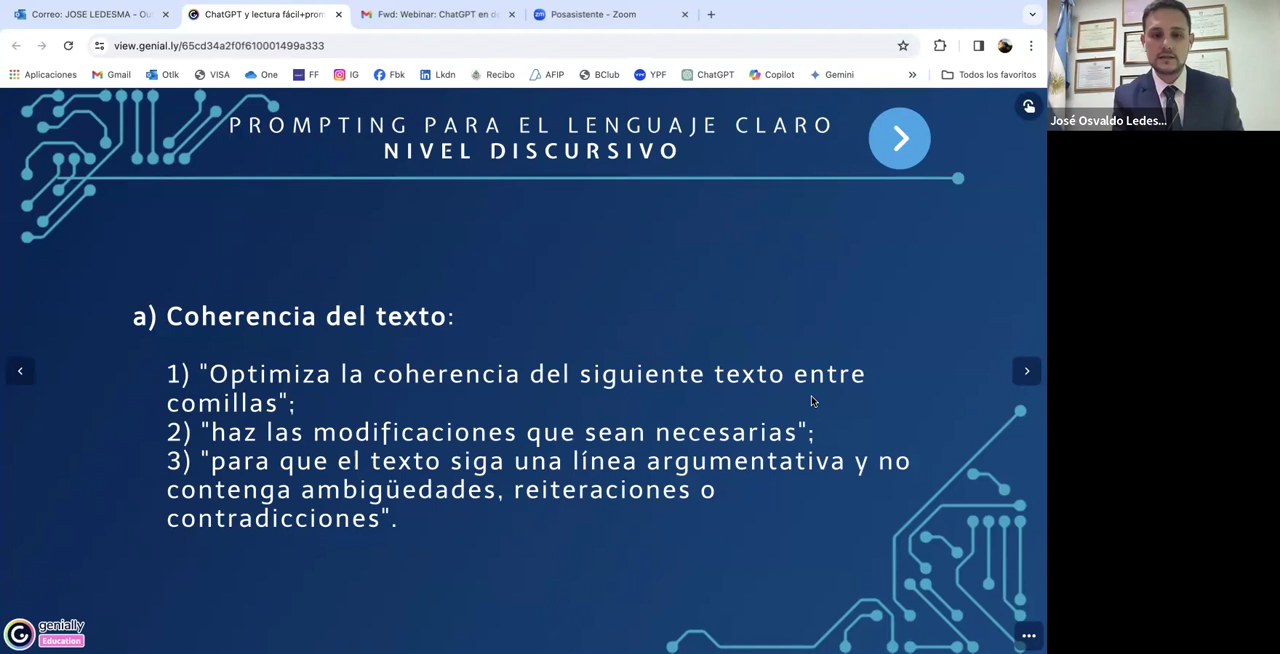 Correo: JOSE LEDESMA - Ou
ChatGPT y lectura fácil+pron
Fwd: Webinar: ChatGPT en d
Posasistente - Zoom
view.genial.ly/65cd34a2f0f610001499a333
Aplicaciones
Gmail
Otlk
VISA
One
FF
IG
Fbk
Lkdn
Recibo
AFIP
BClub
YPF
ChatGPT
Copilot
Gemini
Todos los favoritos
José Osvaldo Ledes...
PROMPTING PARA EL LENGUAJE CLARO
NIVEL DISCURSIVO
a) Coherencia del texto:
1) "Optimiza la coherencia del siguiente texto entre
comillas";
2) "haz las modificaciones que sean necesarias";
3) "para que el texto siga una línea argumentativa y no
contenga ambigüedades, reiteraciones o
contradicciones".
genially
Education